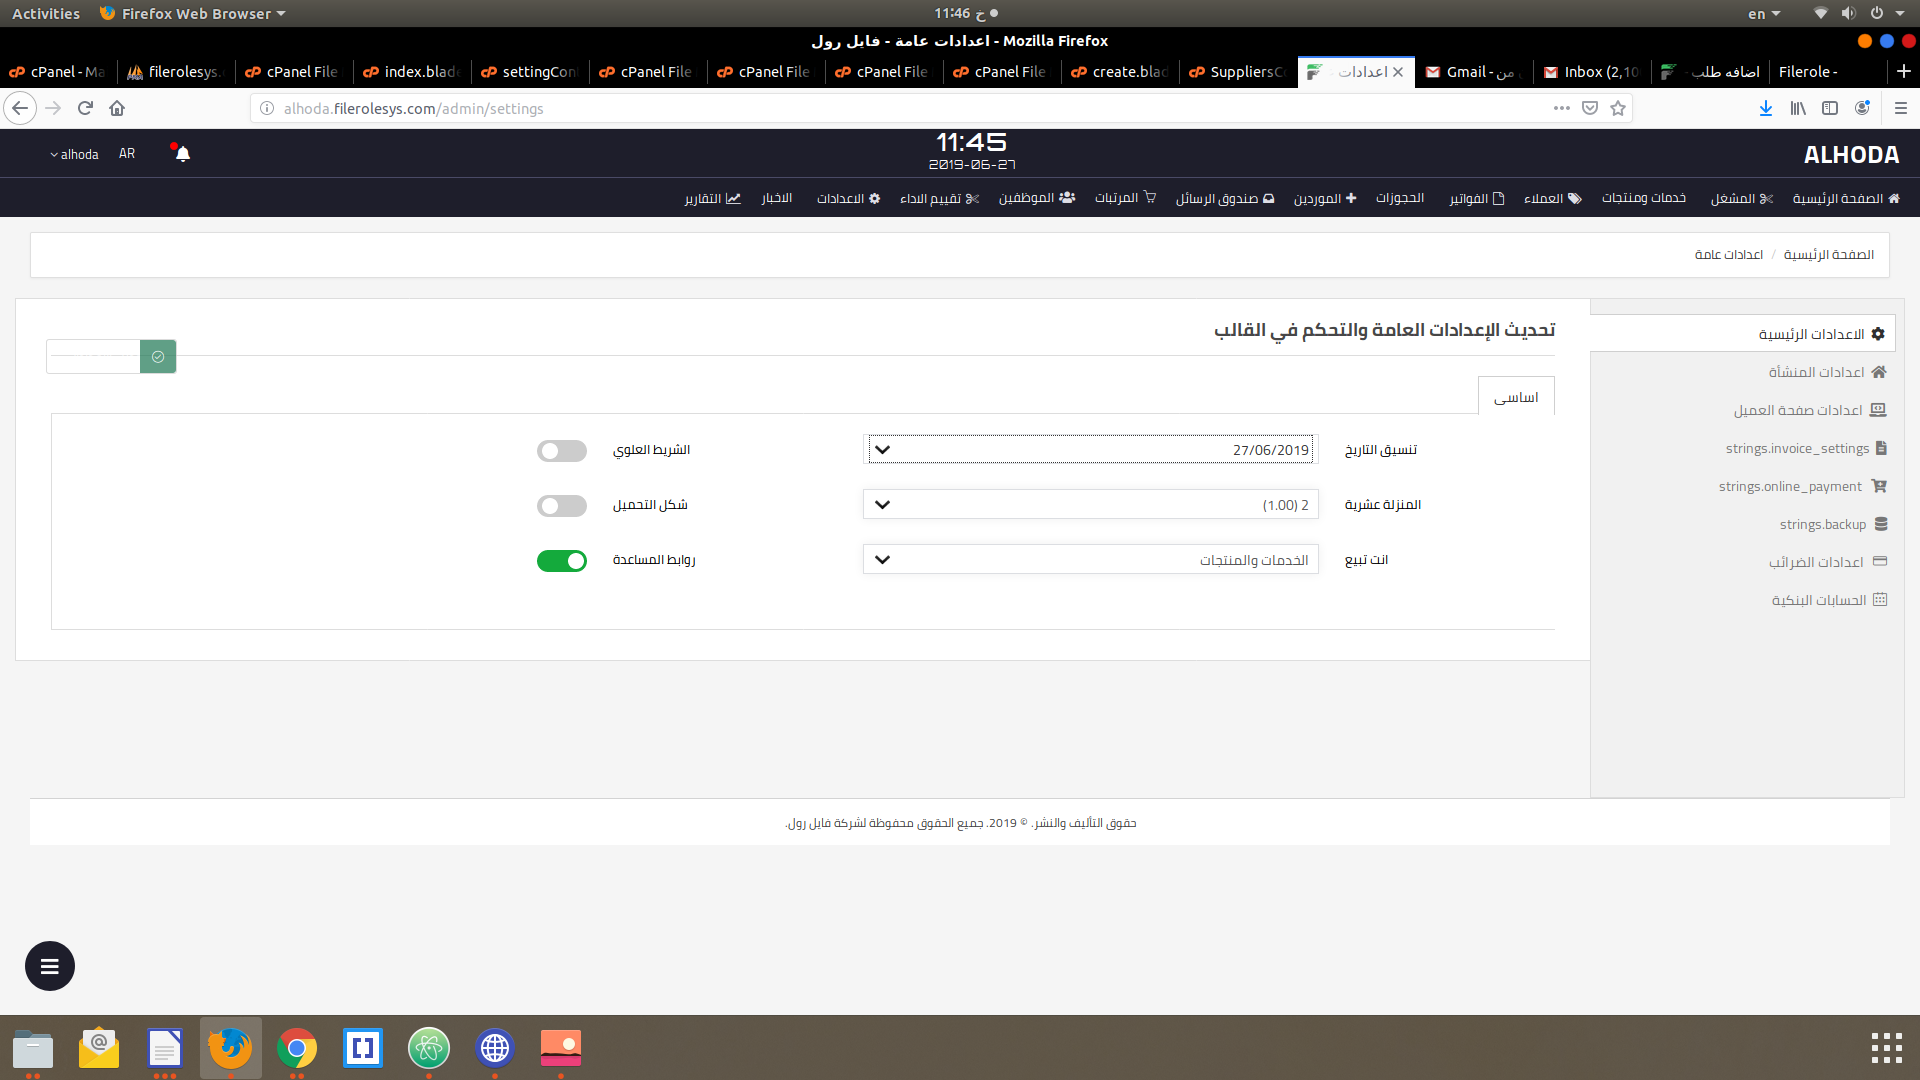 Activities
Firefox Web Browser
11:46 خ
en
اعدادات عامة - فايل رول - Mozilla Firefox
cPanel - Ma
filerolesys.
cPanel File
index.blade
settingCon
cPanel File
cPanel File
cPanel File
cPanel File
create.blad
SuppliersCo
اعدادات
Gmail - من
Inbox (2,10
اضافه طلب -
Filerole -
alhoda.filerolesys.com/admin/settings
alhoda
AR
11:45
2019-06-27
ALHODA
الصفحة الرئيسية
المشغل
خدمات ومنتجات
العملاء
الفواتير
الحجوزات
الموردين
صندوق الرسائل
المرتبات
الموظفين
تقييم الاداء
الاعدادات
الاخبار
التقارير
الصفحة الرئيسية / اعدادات عامة
الاعدادات الرئيسية
اعدادات المنشأة
اعدادات صفحة العميل
strings.invoice_settings
strings.online_payment
strings.backup
اعدادات الضرائب
الحسابات البنكية
تحديث الإعدادات العامة والتحكم في القالب
اساسى
تنسيق التاريخ
27/06/2019
الشريط العلوي
المنزلة عشرية
2 (1.00)
شكل التحميل
انت تبيع
الخدمات والمنتجات
روابط المساعدة
حقوق التأليف والنشر. © 2019. جميع الحقوق محفوظة لشركة فايل رول.